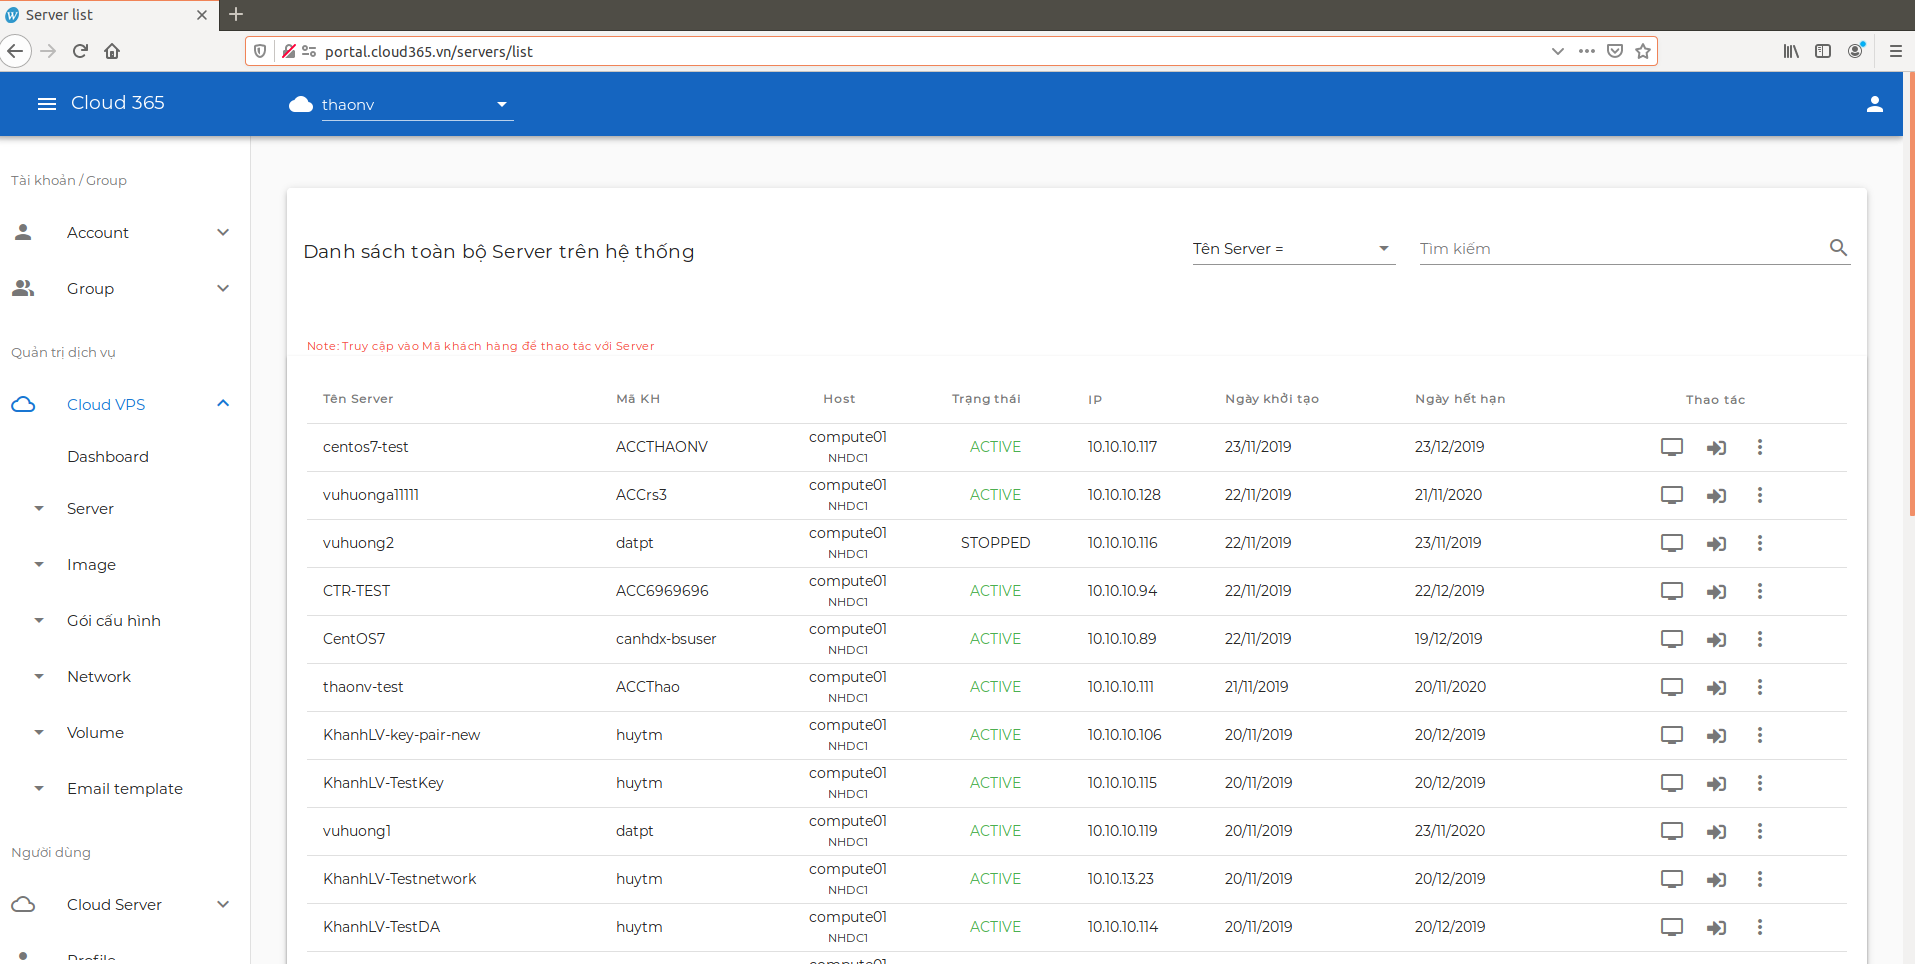 Server list
portal.cloud365.vn/servers/list
Cloud 365
thaonv
Tài khoản / Group
Account
Group
Quản trị dịch vụ
Cloud VPS
Dashboard
Server
Image
Gói cấu hình
Network
Volume
Email template
Người dùng
Cloud Server
Profile
Danh sách toàn bộ Server trên hệ thống
Tên Server =
Tìm kiếm
Note: Truy cập vào Mã khách hàng để thao tác với Server
Tên Server Mã KH Host Trạng thái IP Ngày khởi tạo Ngày hết hạn Thao tác
centos7-test ACCTHAONV compute01 ACTIVE 10.10.10.117 23/11/2019 23/12/2019
NHDC1
vuhuonga11111 ACCrs3 compute01 ACTIVE 10.10.10.128 22/11/2019 21/11/2020
NHDC1
vuhuong2 datpt compute01 STOPPED 10.10.10.116 22/11/2019 23/11/2019
NHDC1
CTR-TEST ACC6969696 compute01 ACTIVE 10.10.10.94 22/11/2019 22/12/2019
NHDC1
CentOS7 canhdx-bsuser compute01 ACTIVE 10.10.10.89 22/11/2019 19/12/2019
NHDC1
thaonv-test ACCThao compute01 ACTIVE 10.10.10.111 21/11/2019 20/11/2020
NHDC1
KhanhLV-key-pair-new huytm compute01 ACTIVE 10.10.10.106 20/11/2019 20/12/2019
NHDC1
KhanhLV-TestKey huytm compute01 ACTIVE 10.10.10.115 20/11/2019 20/12/2019
NHDC1
vuhuong1 datpt compute01 ACTIVE 10.10.10.119 20/11/2019 23/11/2020
NHDC1
KhanhLV-Testnetwork huytm compute01 ACTIVE 10.10.13.23 20/11/2019 20/12/2019
NHDC1
KhanhLV-TestDA huytm compute01 ACTIVE 10.10.10.114 20/11/2019 20/12/2019
NHDC1
compute01